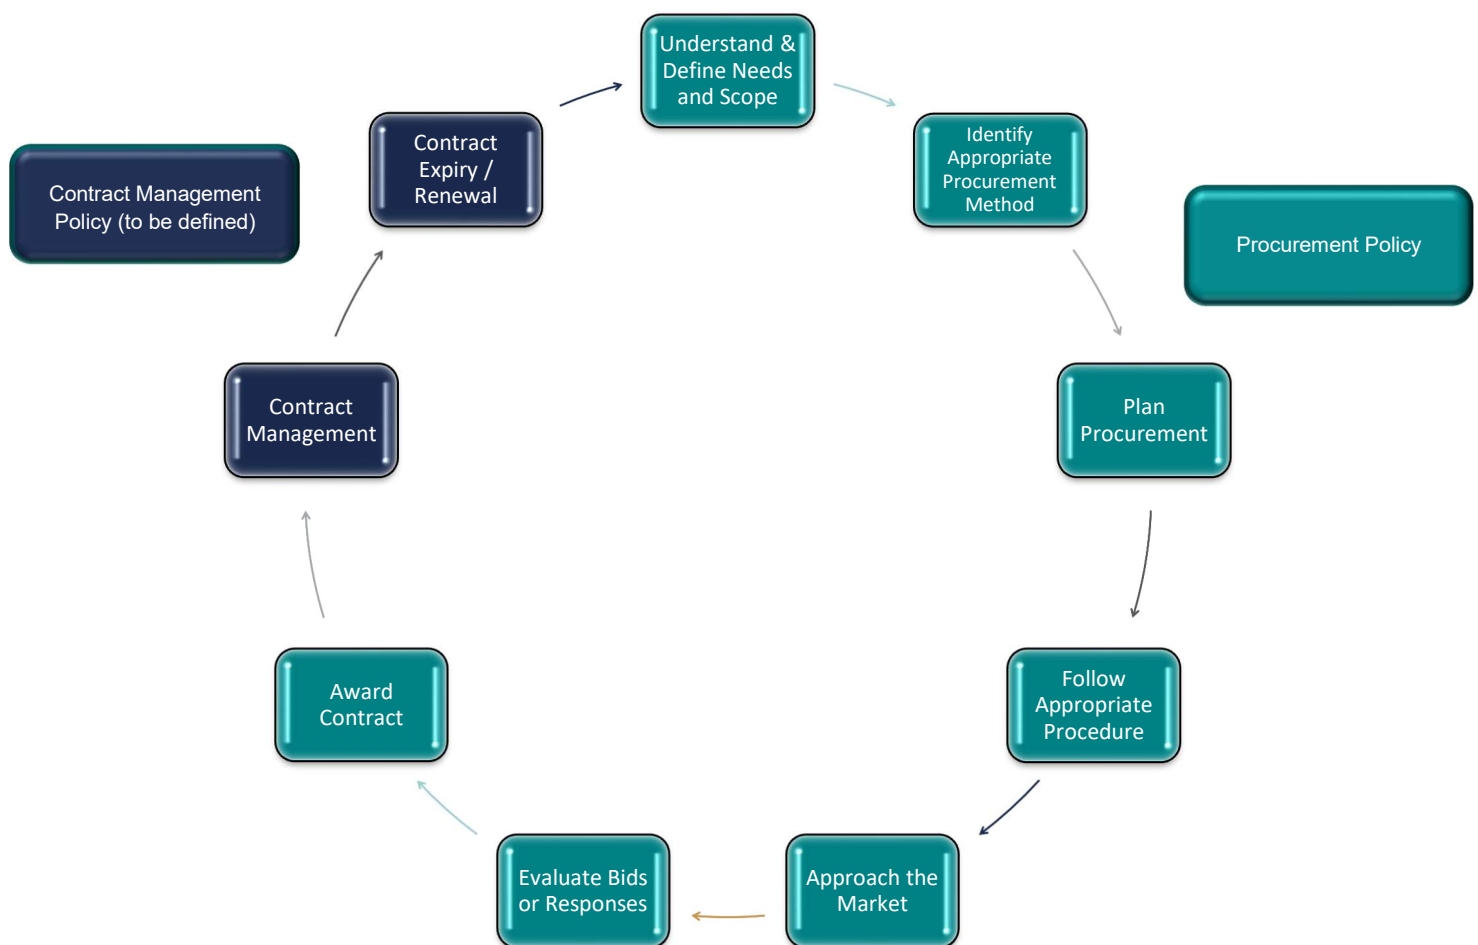 Understand &
Define Needs
and Scope
Identify
Appropriate
Procurement
Method
Procurement Policy
Plan
Procurement
Follow
Appropriate
Procedure
Approach the
Market
Evaluate Bids
or Responses
Award
Contract
Contract
Management
Contract
Expiry /
Renewal
Contract Management
Policy (to be defined)